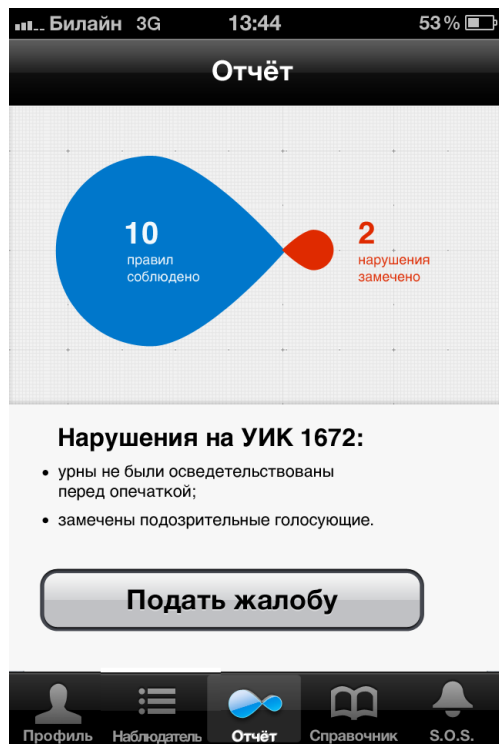 Билайн 3G 13:44 53 %
Отчёт
10
правил
соблюдено
2
нарушения
замечено
Нарушения на УИК 1672:
• урны не были осведетельствованы
перед опечаткой;
• замечены подозрительные голосующие.
Подать жалобу
Профиль Наблюдатель Отчёт Справочник S.O.S.